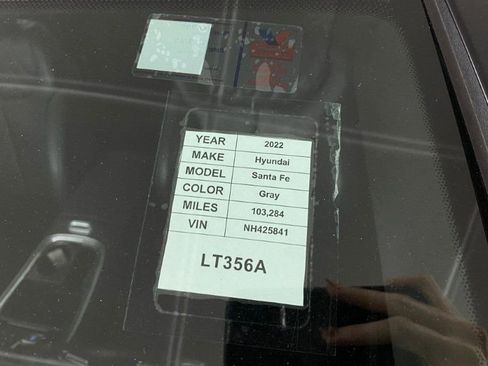 YEAR 2022
MAKE Hyundai
MODEL Santa Fe
COLOR Gray
MILES 103,284
VIN NH425841
LT356A